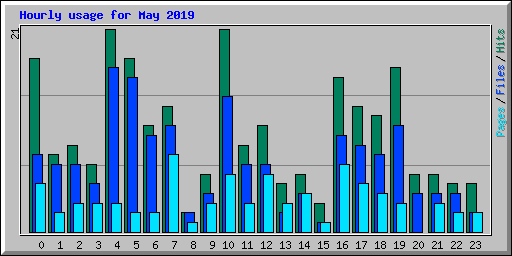 Hourly usage for May 2019
21
Pages / Files / Hits
0 1 2 3 4 5 6 7 8 9 10 11 12 13 14 15 16 17 18 19 20 21 22 23